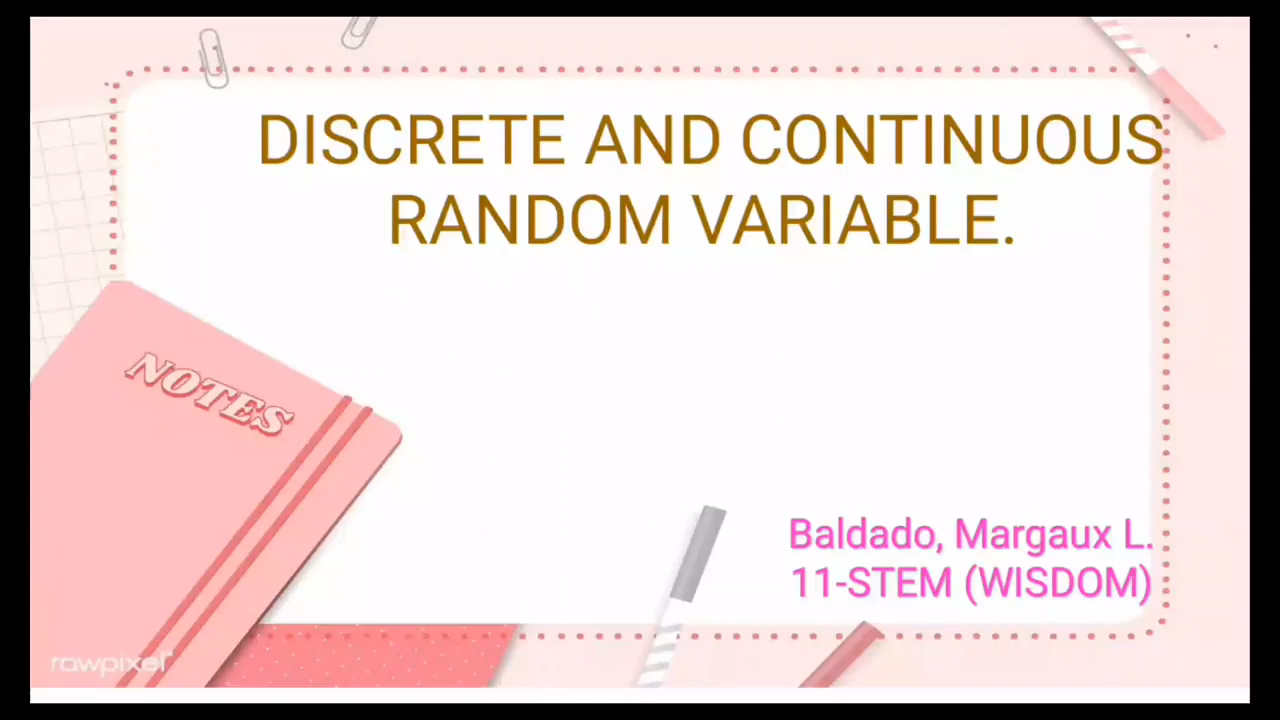 DISCRETE AND CONTINUOUS
RANDOM VARIABLE.
NOTES
Baldado, Margaux L.
11-STEM (WISDOM)
rawpixel